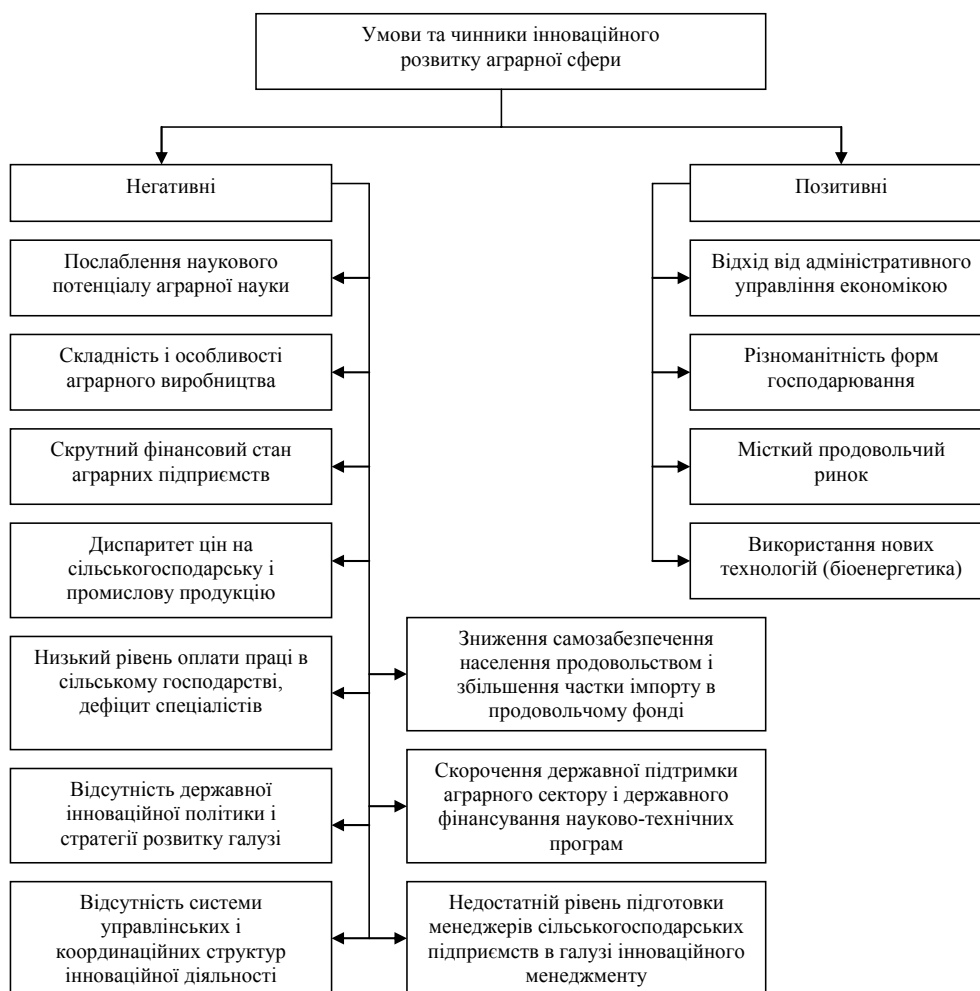 Умови та чинники інноваційного
розвитку аграрної сфери
Негативні
Позитивні
Послаблення наукового
потенціалу аграрної науки
Відхід від адміністративного
управління економікою
Складність і особливості
аграрного виробництва
Різноманітність форм
господарювання
Скрутний фінансовий стан
аграрних підприємств
Місткий продовольчий
ринок
Диспаритет цін на
сільськогосподарську і
промислову продукцію
Використання нових
технологій (біоенергетика)
Низький рівень оплати праці в
сільському господарстві,
дефіцит спеціалістів
Зниження самозабезпечення
населення продовольством і
збільшення частки імпорту в
продовольчому фонді
Відсутність державної
інноваційної політики і
стратегії розвитку галузі
Скорочення державної підтримки
аграрного сектору і державного
фінансування науково-технічних
програм
Відсутність системи
управлінських і
координаційних структур
інноваційної діяльності
Недостатній рівень підготовки
менеджерів сільськогосподарських
підприємств в галузі інноваційного
менеджменту